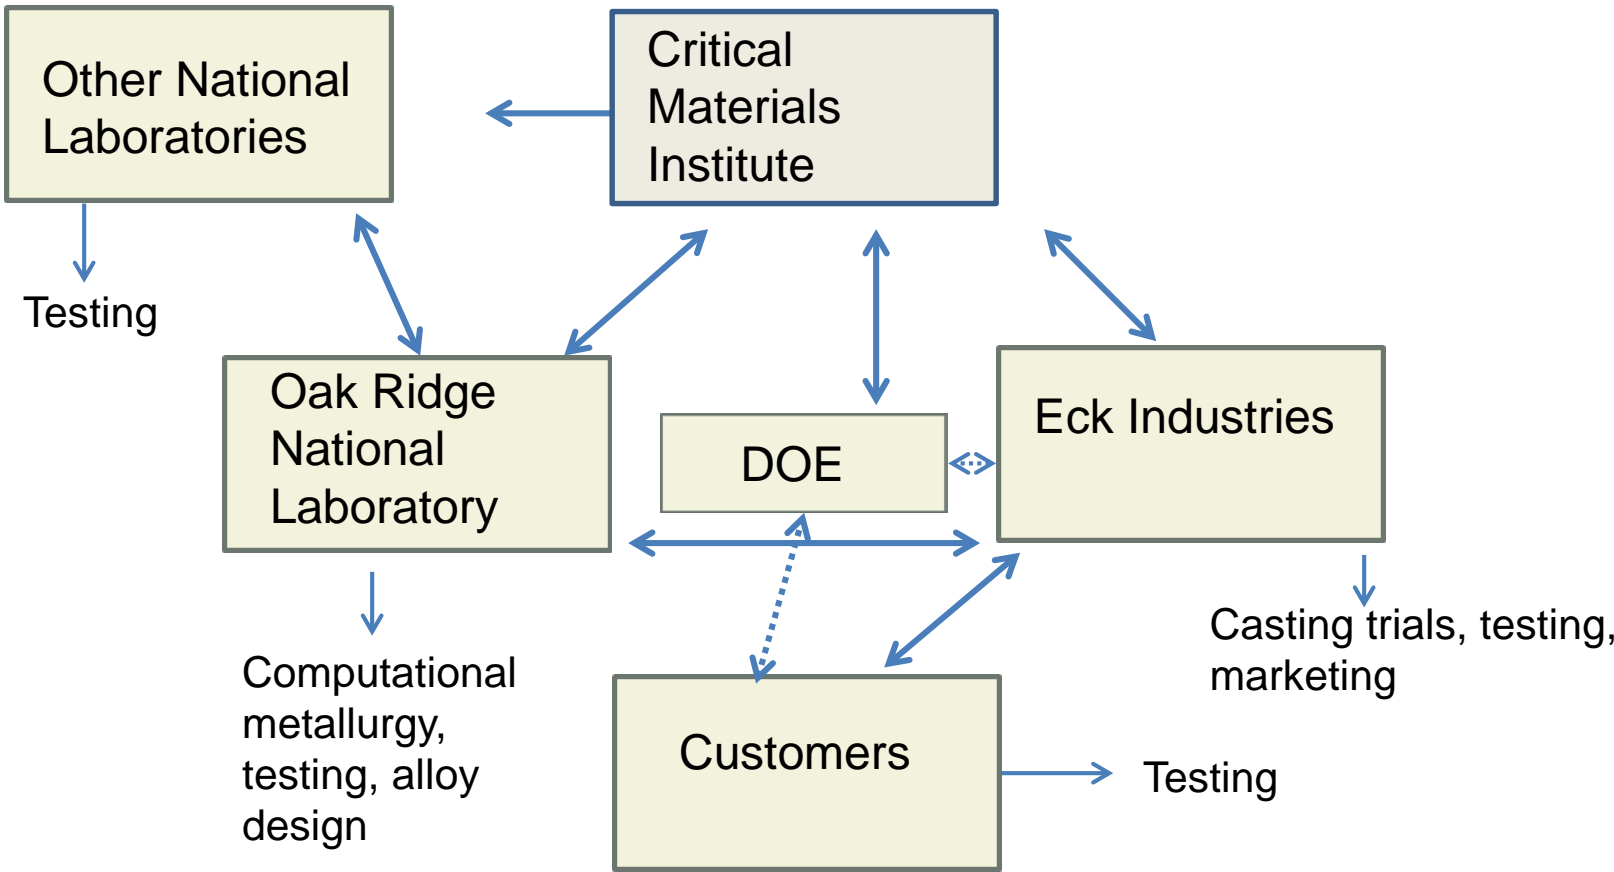 Other National
Laboratories
Critical
Materials
Institute
Testing
Oak Ridge
National
Laboratory
DOE
Eck Industries
Computational
metallurgy,
testing, alloy
design
Customers
Casting trials, testing,
marketing
Testing